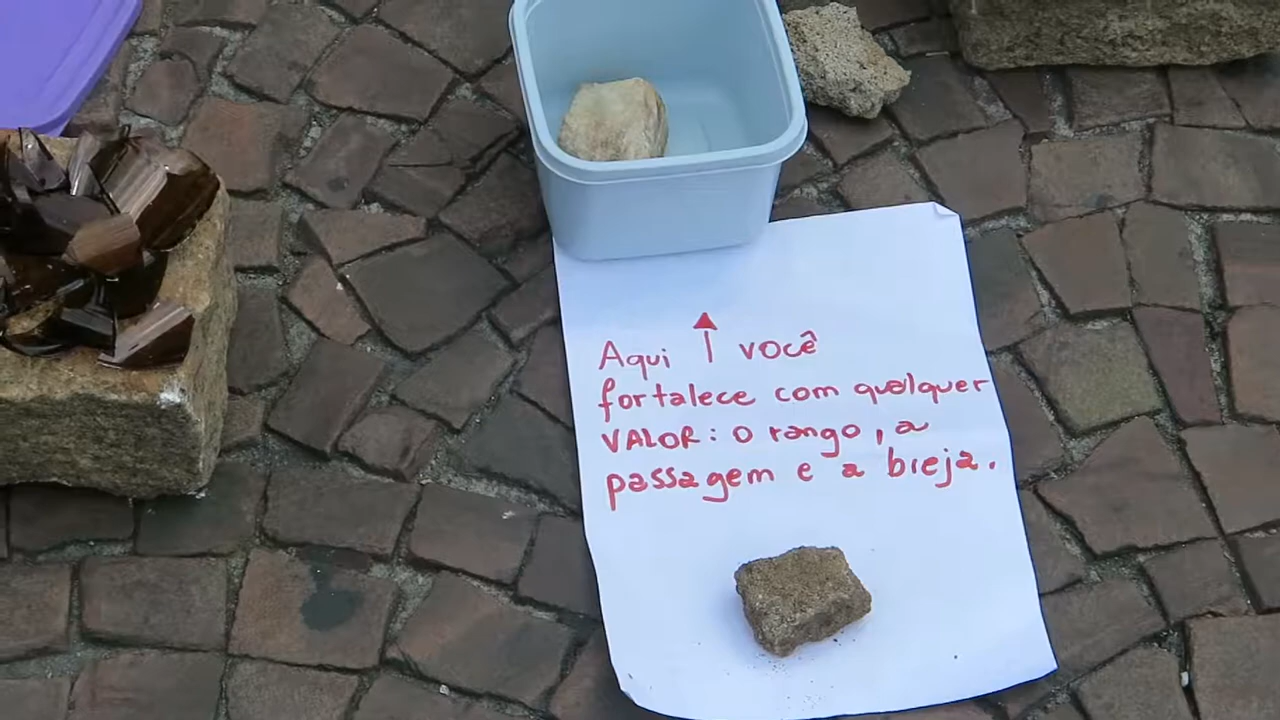 Aqui ↑ você
fortalece com qualquer
VALOR: o rango, a
passagem e a breja.